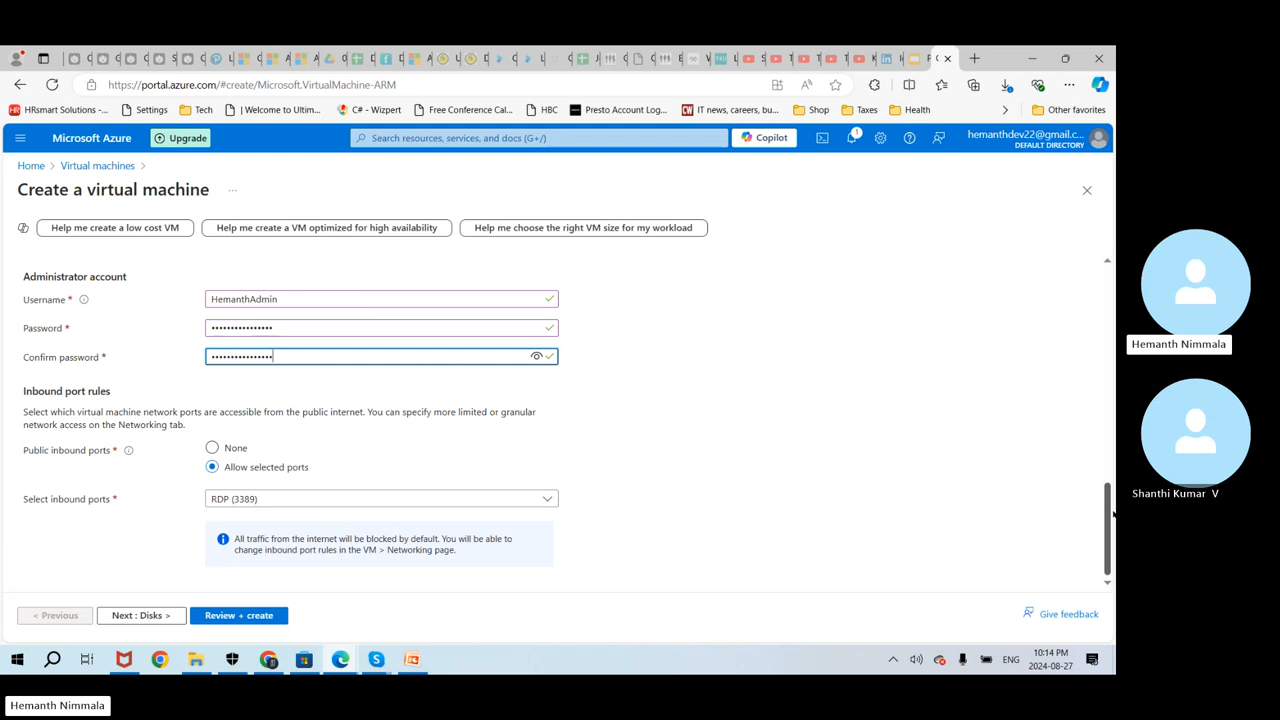 https://portal.azure.com/#create/Microsoft.VirtualMachine-ARM
HRsmart Solutions -...
Settings
Tech
| Welcome to Ultim...
C# - Wizpert
Free Conference Cal...
HBC
Presto Account Log...
IT news, careers, bu...
Shop
Taxes
Health
Other favorites
Microsoft Azure
Upgrade
Search resources, services, and docs (G+/)
Copilot
1
hemanthdev22@gmail.c...
DEFAULT DIRECTORY
Home > Virtual machines >
Create a virtual machine ...
Help me create a low cost VM
Help me create a VM optimized for high availability
Help me choose the right VM size for my workload
Administrator account
Username * HemanthAdmin
Password * ••••••••••••••••
Confirm password * ••••••••••••••••
Inbound port rules
Select which virtual machine network ports are accessible from the public internet. You can specify more limited or granular
network access on the Networking tab.
Public inbound ports *
None
Allow selected ports
Select inbound ports * RDP (3389)
All traffic from the internet will be blocked by default. You will be able to
change inbound port rules in the VM > Networking page.
< Previous
Next : Disks >
Review + create
Give feedback
ENG
10:14 PM
2024-08-27
Hemanth Nimmala
Shanthi Kumar V
Hemanth Nimmala